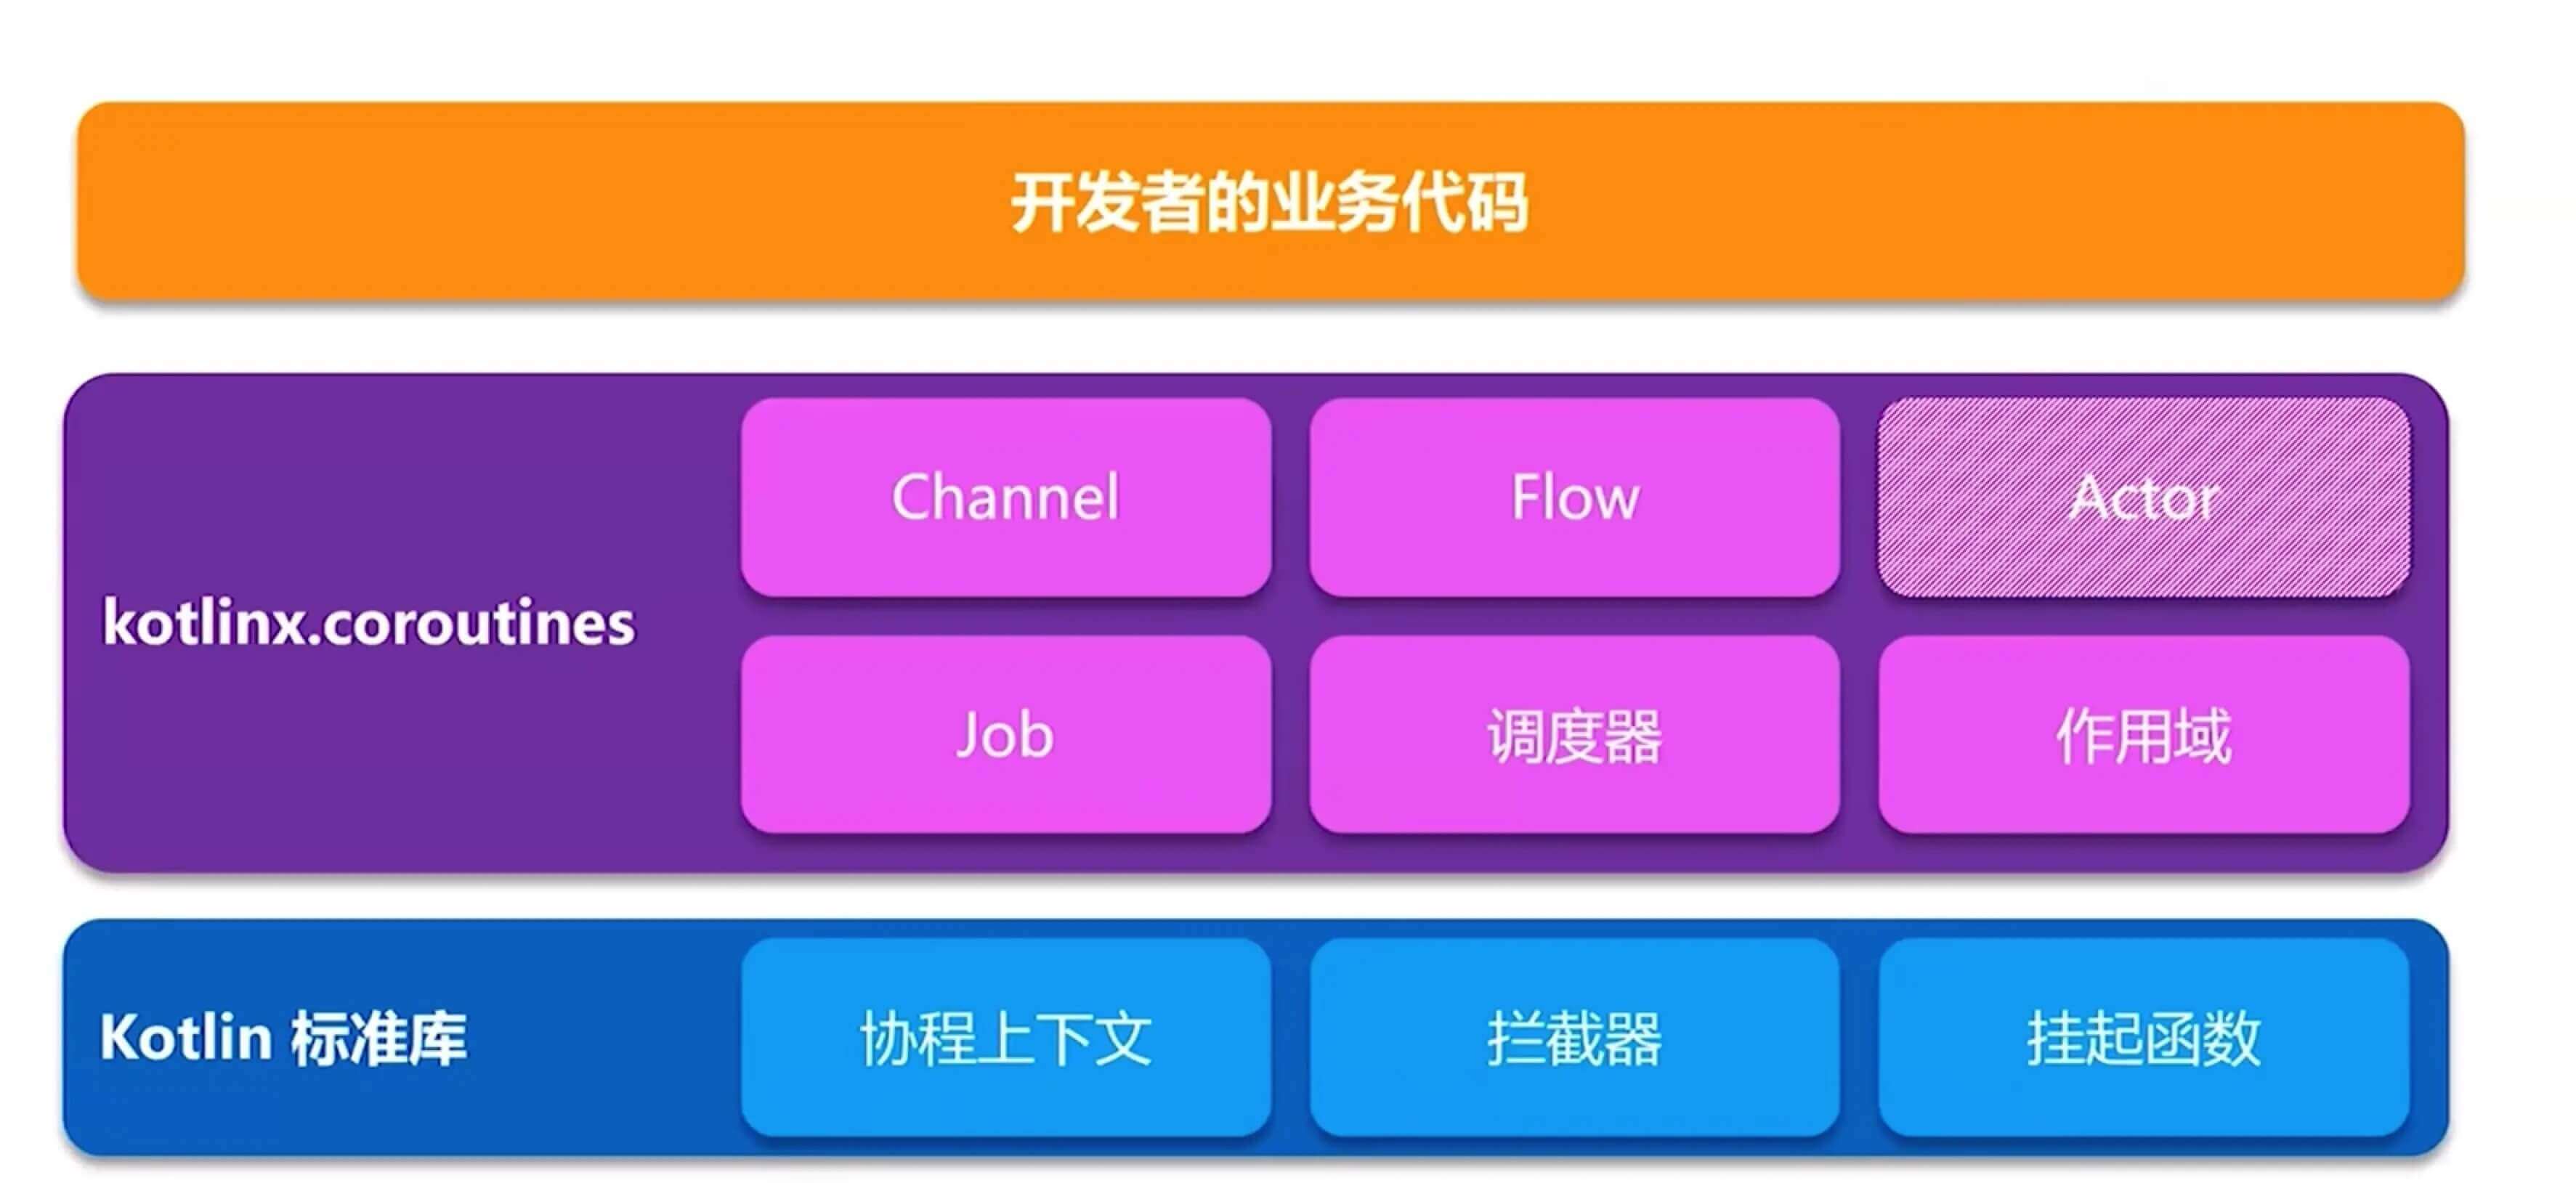 开发者的业务代码
Channel
Flow
Actor
kotlinx.coroutines
Job
调度器
作用域
Kotlin 标准库
协程上下文
拦截器
挂起函数